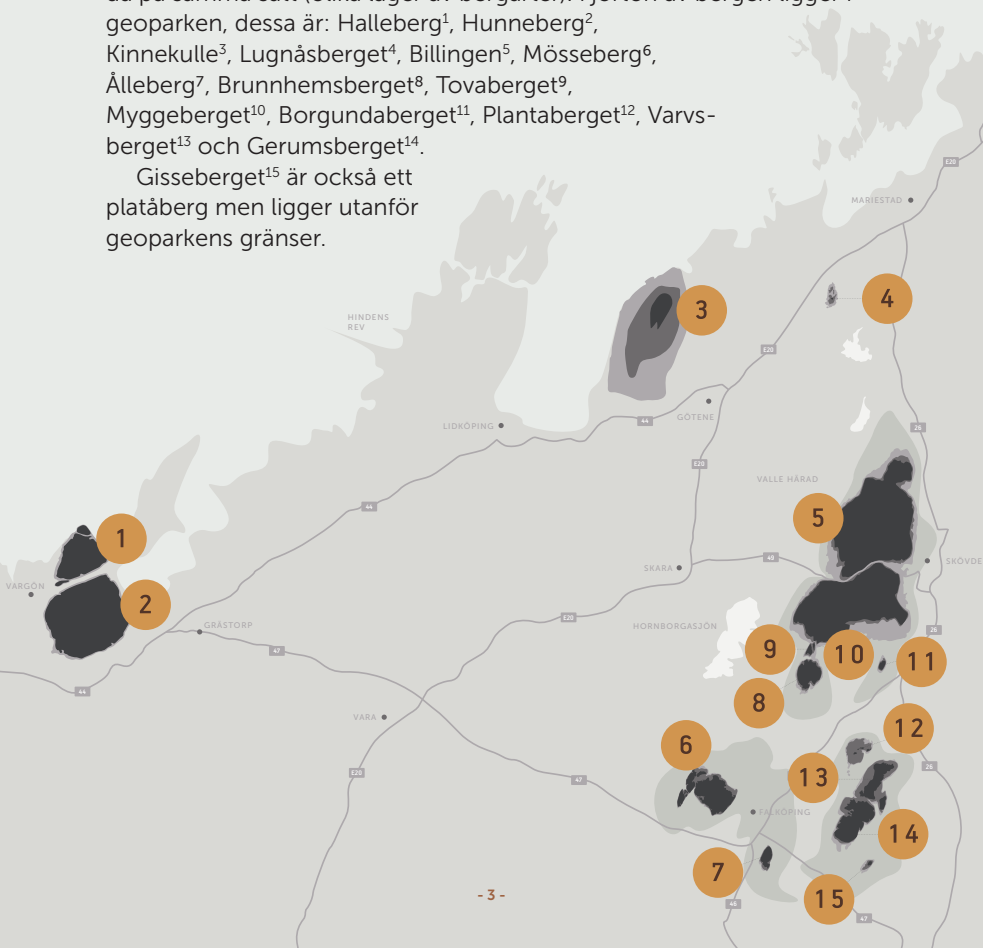 geoparken, dessa är: Halleberg¹, Hunneberg²,
Kinnekulle³, Lugnåsberget⁴, Billingen⁵, Mösseberg⁶,
Ålleberg⁷, Brunnhemsberget⁸, Tovaberget⁹,
Myggeberget¹⁰, Borgundaberget¹¹, Plantaberget¹², Varvs-
berget¹³ och Gerumsberget¹⁴.
Gisseberget¹⁵ är också ett
platåberg men ligger utanför
geoparkens gränser.
E20
MARIESTAD
4
3
HINDENS
REV
E20
GÖTENE
44
LIDKÖPING
26
E20
VALLE HÄRAD
44
5
1
49
SKÖVDE
SKARA
VARGÖN
2
E20
GRÄSTORP
HORNBORGASJÖN
26
47
9
10
11
44
8
VARA
12
6
26
E20
47
13
FALKÖPING
14
7
15
46
47
- 3 -